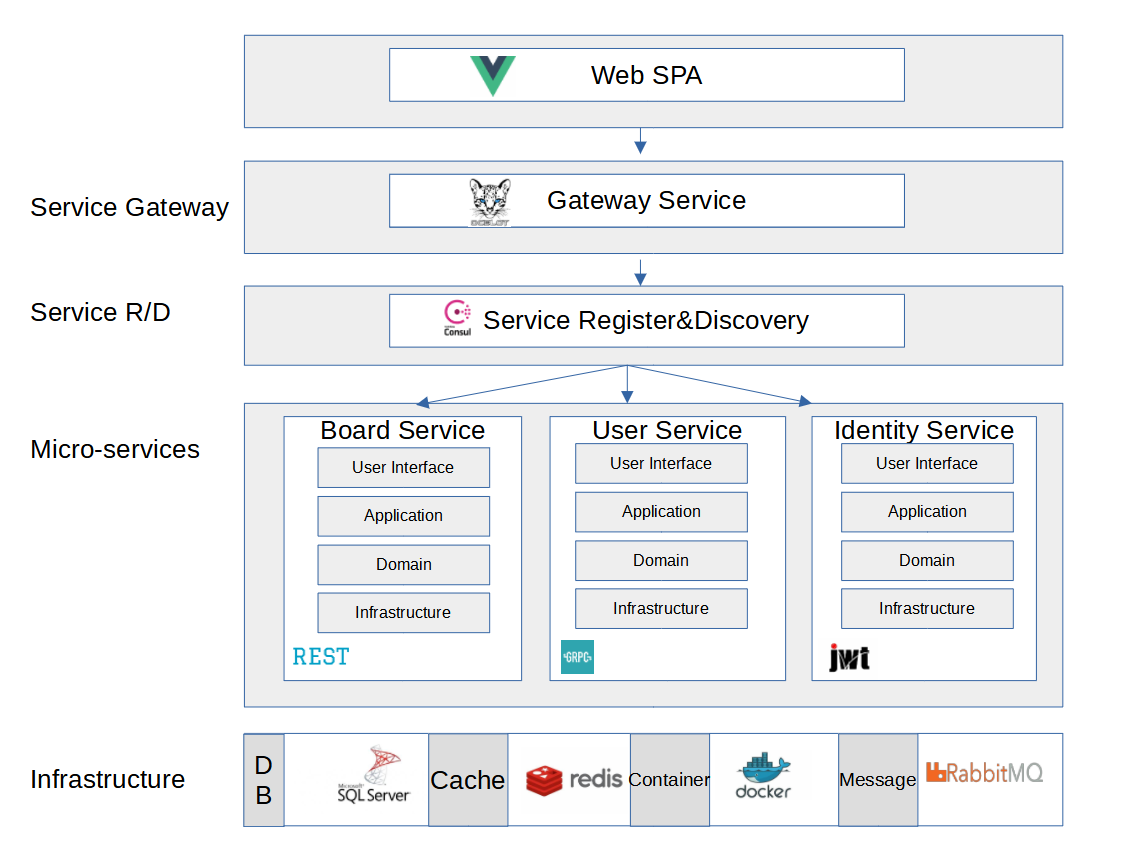 Web SPA
Service Gateway
OCELOT
Gateway Service
Service R/D
Consul
Service Register&Discovery
Micro-services
Board Service
User Interface
Application
Domain
Infrastructure
REST
User Service
User Interface
Application
Domain
Infrastructure
GRPC
Identity Service
User Interface
Application
Domain
Infrastructure
jwt
Infrastructure
D
B
Microsoft
SQL Server
Cache
redis
Container
docker
Message
RabbitMQ